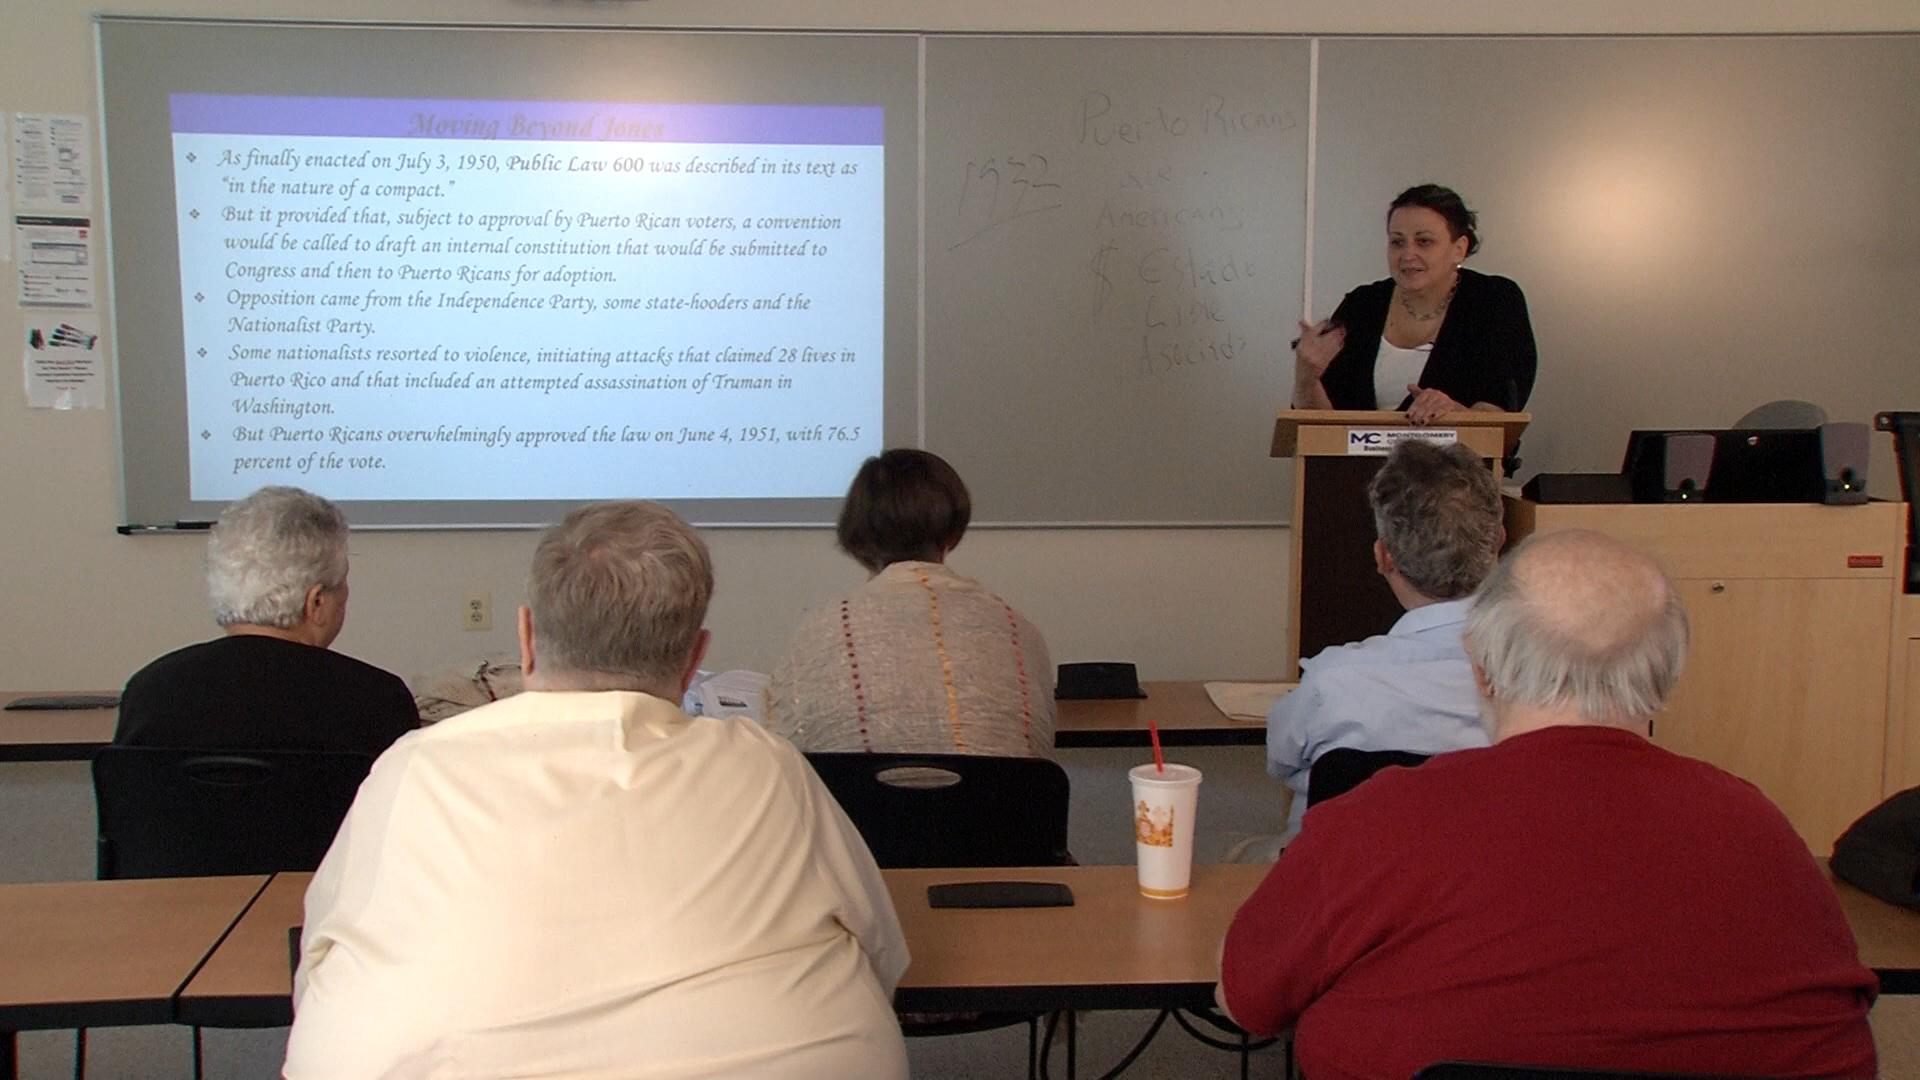 Moving Beyond Jones
❖ As finally enacted on July 3, 1950, Public Law 600 was described in its text as
“in the nature of a compact.”
❖ But it provided that, subject to approval by Puerto Rican voters, a convention
would be called to draft an internal constitution that would be submitted to
Congress and then to Puerto Ricans for adoption.
❖ Opposition came from the Independence Party, some state-hooders and the
Nationalist Party.
❖ Some nationalists resorted to violence, initiating attacks that claimed 28 lives in
Puerto Rico and that included an attempted assassination of Truman in
Washington.
❖ But Puerto Ricans overwhelmingly approved the law on June 4, 1951, with 76.5
percent of the vote.
1932
Puerto Ricans
are
Americans
$ Estado
Libre
Asociado
MC MONTGOMERY
Business